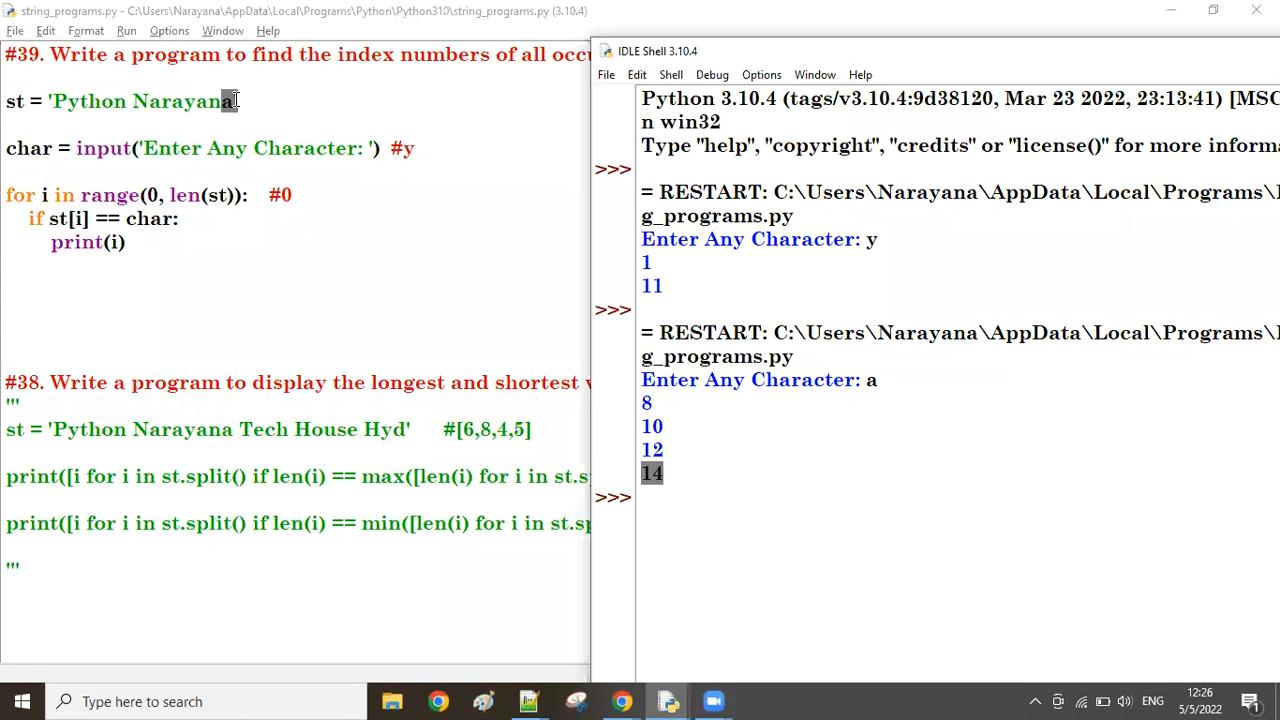 string_programs.py - C:\Users\Narayana\AppData\Local\Programs\Python\Python310\string_programs.py (3.10.4)
File Edit Format Run Options Window Help
#39. Write a program to find the index numbers of all
st = 'Python Narayana
char = input('Enter Any Character: ') #y
for i in range(0, len(st)): #0
if st[i] == char:
print(i)
#38. Write a program to display the longest and shortest
'''
st = 'Python Narayana Tech House Hyd' #[6,8,4,5]
print([i for i in st.split() if len(i) == max([len(i) for i in
print([i for i in st.split() if len(i) == min([len(i) for i in
'''
IDLE Shell 3.10.4
File Edit Shell Debug Options Window Help
Python 3.10.4 (tags/v3.10.4:9d38120, Mar 23 2022, 23:13:41) [MSC
n win32
Type "help", "copyright", "credits" or "license()" for more
>>>
= RESTART: C:\Users\Narayana\AppData\Local\Programs\
g_programs.py
Enter Any Character: y
1
11
>>>
= RESTART: C:\Users\Narayana\AppData\Local\Programs\
g_programs.py
Enter Any Character: a
8
10
12
14
>>>
Type here to search
ENG
12:26
5/5/2022
1